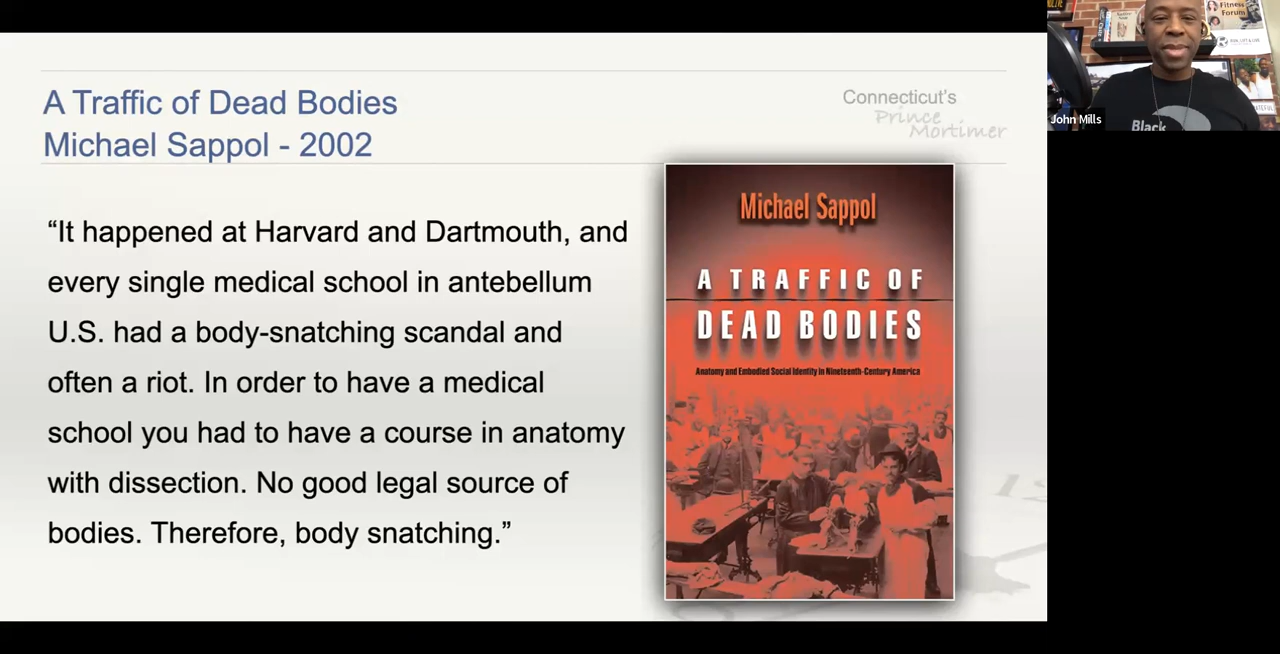 A Traffic of Dead Bodies
Michael Sappol - 2002
Connecticut's
Prince
Mortimer
“It happened at Harvard and Dartmouth, and
every single medical school in antebellum
U.S. had a body-snatching scandal and
often a riot. In order to have a medical
school you had to have a course in anatomy
with dissection. No good legal source of
bodies. Therefore, body snatching.”
Michael Sappol
A TRAFFIC OF
DEAD BODIES
Anatomy and Embodied Social Identity in Nineteenth-Century America
Fitness
Forum
John Mills
Black